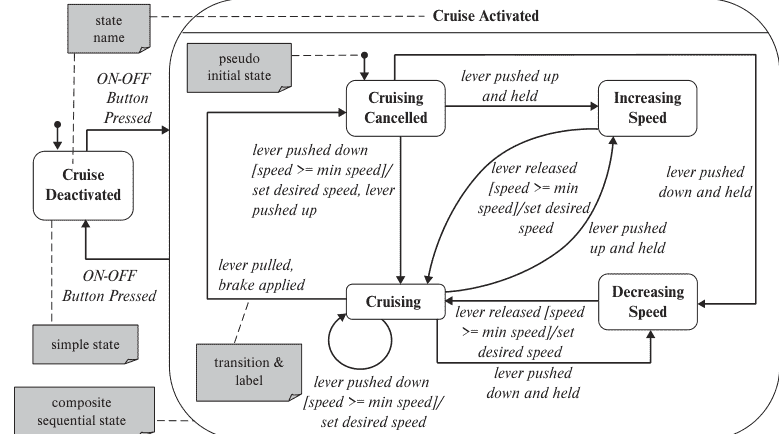 state
name
Cruise Activated
pseudo
initial state
ON-OFF
Button
Pressed
Cruising
Cancelled
lever pushed up
and held
Increasing
Speed
Cruise
Deactivated
lever pushed down
[speed >= min speed]/
set desired speed, lever
pushed up
lever released
[speed >= min
speed]/set desired
speed
lever pushed
down and held
lever pushed
up and held
ON-OFF
Button Pressed
lever pulled,
brake applied
Cruising
Decreasing
Speed
lever released [speed
>= min speed]/set
desired speed
lever pushed
down and held
simple state
transition &
label
lever pushed down
[speed >= min speed]/
set desired speed
composite
sequential state